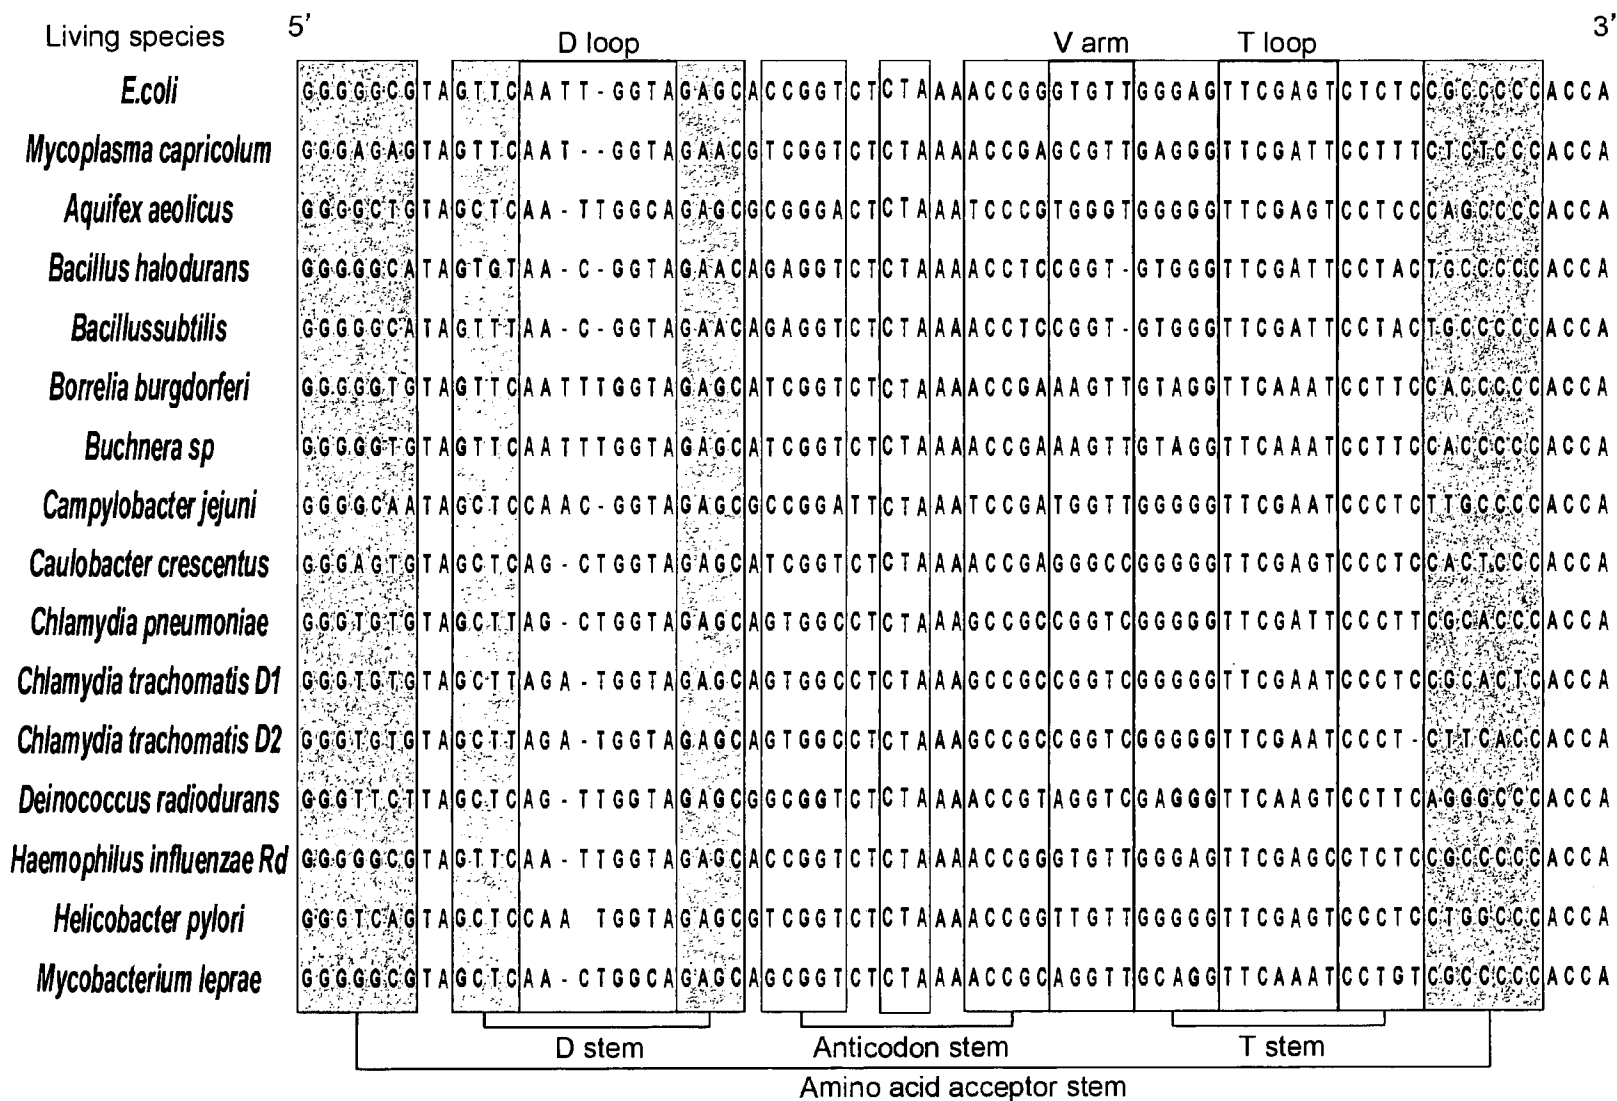 Living species 5' D loop V arm T loop 3'
E.coli GGGGGCGTAGTTCAATT-GGTAGAGCACCGGTCTCTAAAACCGGGTGTTGGGAGTTCGAGTCTCTCCGCCCCCACCA
Mycoplasma capricolum GGGAGAGTAGTTCAAT--GGTAGAACGTCGGTCTCTAAAACCGAGCGTTGAGGGTTCGATTCCTTTCTCTCCCACCA
Aquifex aeolicus GGGGCTGTAGCTCAA-TTGGCAGAGCGCGGGACTCTAAATCCCGTGGGTGGGGGTTCGAGTCCTCCCAGCCCCACCA
Bacillus halodurans GGGGGCATAGTGTAA-C-GGTAGAACAGAGGTCTCTAAAACCTCCGGT-GTGGGTTCGATTCCTACTGCCCCCACCA
Bacillussubtilis GGGGGCATAGTTTAA-C-GGTAGAACAGAGGTCTCTAAAACCTCCGGT-GTGGGTTCGATTCCTACTGCCCCCACCA
Borrelia burgdorferi GGGGGTGTAGTTCAATTTGGTAGAGCATCGGTCTCTAAAACCGAAAGTTGTAGGTTCAAATCCTTCCACCCCCACCA
Buchnera sp GGGGGTGTAGTTCAATTTGGTAGAGCATCGGTCTCTAAAACCGAAAGTTGTAGGTTCAAATCCTTCCACCCCCACCA
Campylobacter jejuni GGGGCAATAGCTCCAAC-GGTAGAGCGCCGGATTCTAAATCCGATGGTTGGGGGTTCGAATCCCTCTTGCCCCACCA
Caulobacter crescentus GGGAGTGTAGCTCAG-CTGGTAGAGCATCGGTCTCTAAAACCGAGGGCCGGGGGTTCGAGTCCCTCCACTCCCACCA
Chlamydia pneumoniae GGGTGTGTAGCTTAG-CTGGTAGAGCAGTGGCCTCTAAAGCCGCCGGTCGGGGGTTCGATTCCCTTCGCACCCACCA
Chlamydia trachomatis D1 GGGTGTGTAGCTTAGA-TGGTAGAGCAGTGGCCTCTAAAGCCGCCGGTCGGGGGTTCGAATCCCTCCGCACTCACCA
Chlamydia trachomatis D2 GGGTGTGTAGCTTAGA-TGGTAGAGCAGTGGCCTCTAAAGCCGCCGGTCGGGGGTTCGAATCCCT-CTTCACCACCA
Deinococcus radiodurans GGGTTCTTAGCTCAG-TTGGTAGAGCGGCGGTCTCTAAAACCGTAGGTCGAGGGTTCAAGTCCTTCAGGGCCCACCA
Haemophilus influenzae Rd GGGGGCGTAGTTCAA-TTGGTAGAGCACCGGTCTCTAAAACCGGGTGTTGGGAGTTCGAGCCTCTCCGCCCCCACCA
Helicobacter pylori GGGTCAGTAGCTCCAA TGGTAGAGCGTCGGTCTCTAAAACCGGTTGTTGGGGGTTCGAGTCCCTCCTGGCCCACCA
Mycobacterium leprae GGGGGCGTAGCTCAA-CTGGCAGAGCAGCGGTCTCTAAAACCGCAGGTTGCAGGTTCAAATCCTGTCGCCCCCACCA
D stem Anticodon stem T stem
Amino acid acceptor stem